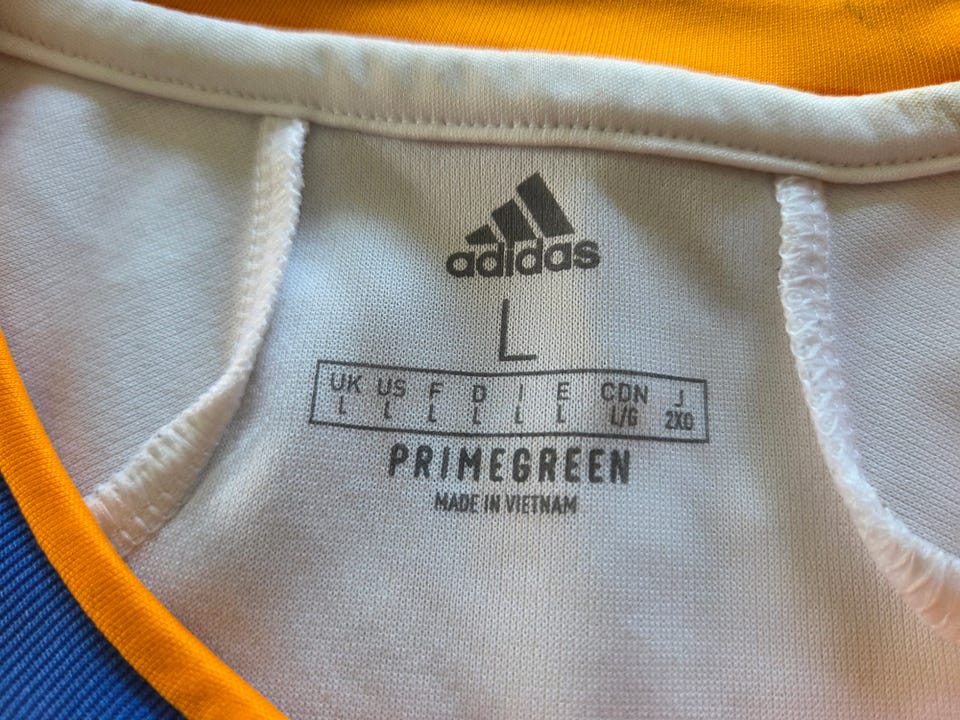 adidas
L
UK US F D I E CDN J
L L L L L L L/G 2XO
PRIMEGREEN
MADE IN VIETNAM